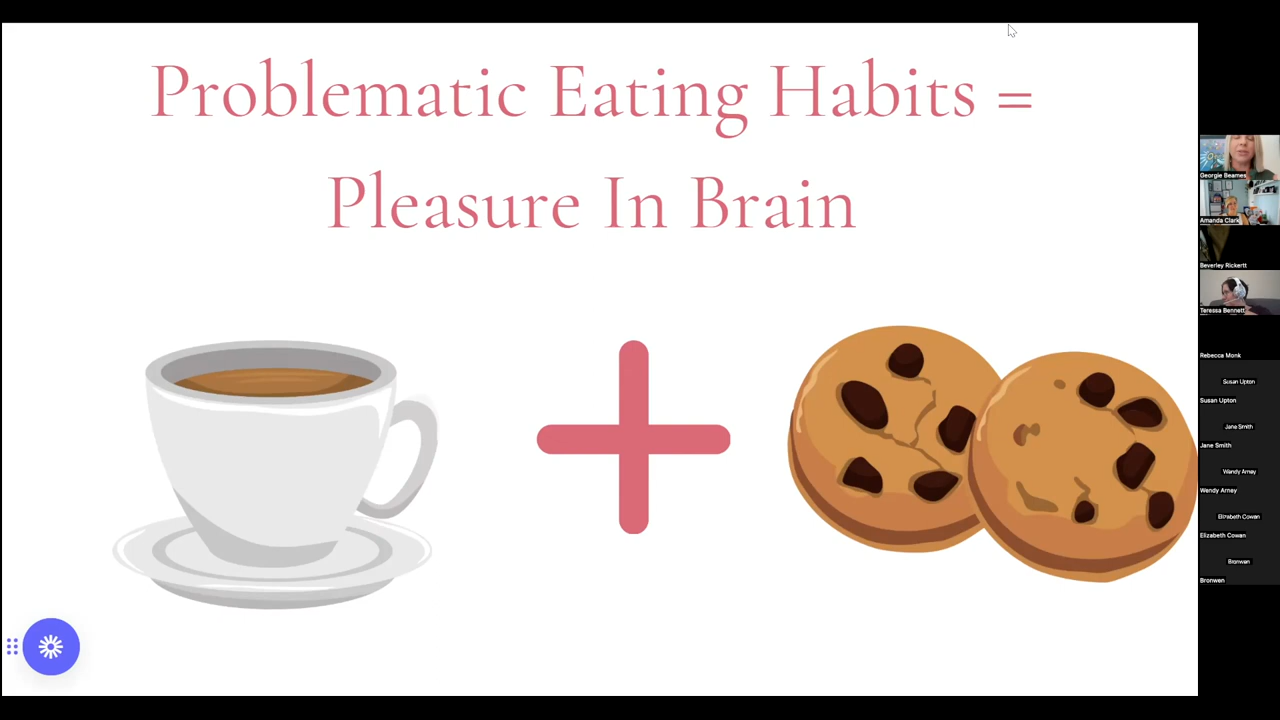 Problematic Eating Habits =
Pleasure In Brain
Georgie Beames
Amanda Clark
Beverley Rickertt
Teressa Bennett
Rebecca Monk
Susan Upton
Susan Upton
Jane Smith
Jane Smith
Wendy Arney
Wendy Arney
Elizabeth Cowan
Elizabeth Cowan
Bronwen
Bronwen